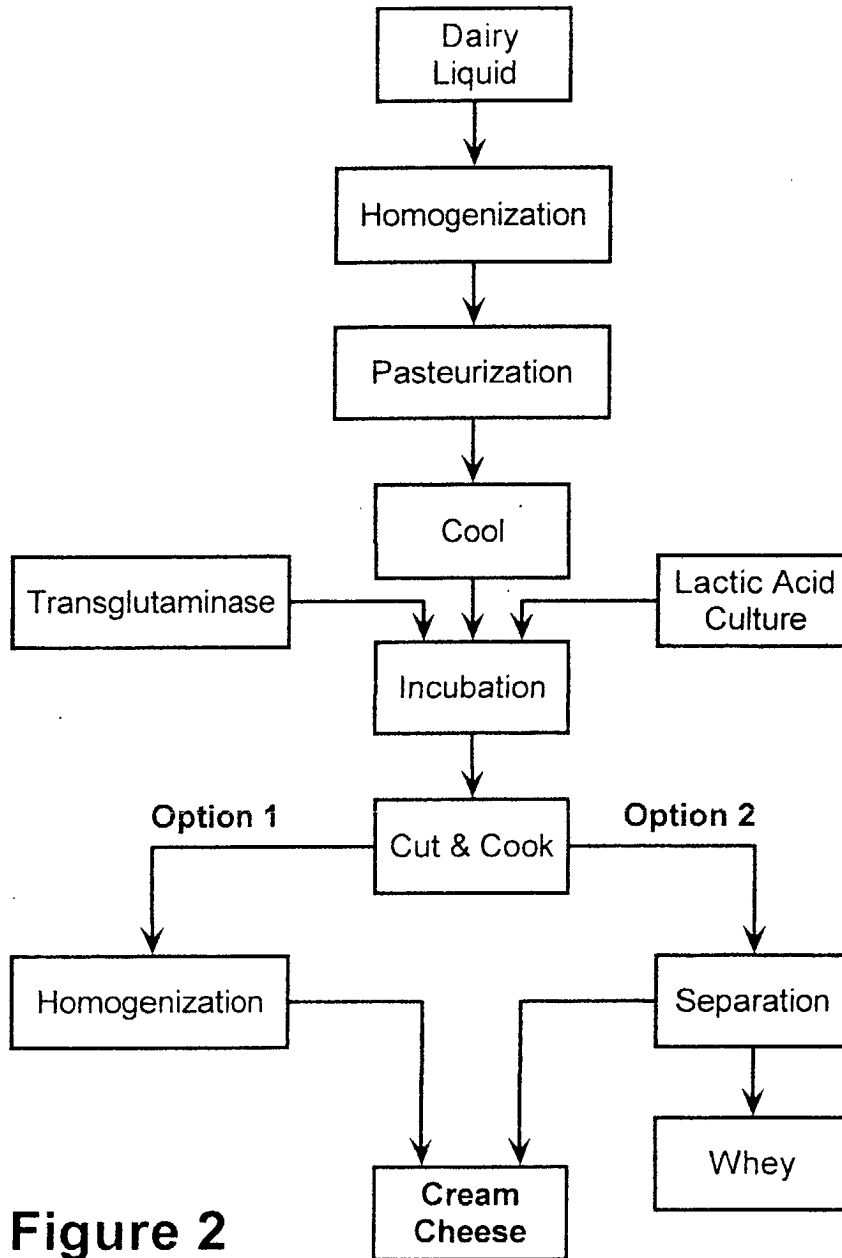 Dairy
Liquid
Homogenization
Pasteurization
Cool
Transglutaminase
Lactic Acid
Culture
Incubation
Option 1
Option 2
Cut & Cook
Homogenization
Separation
Whey
Cream
Cheese
Figure 2